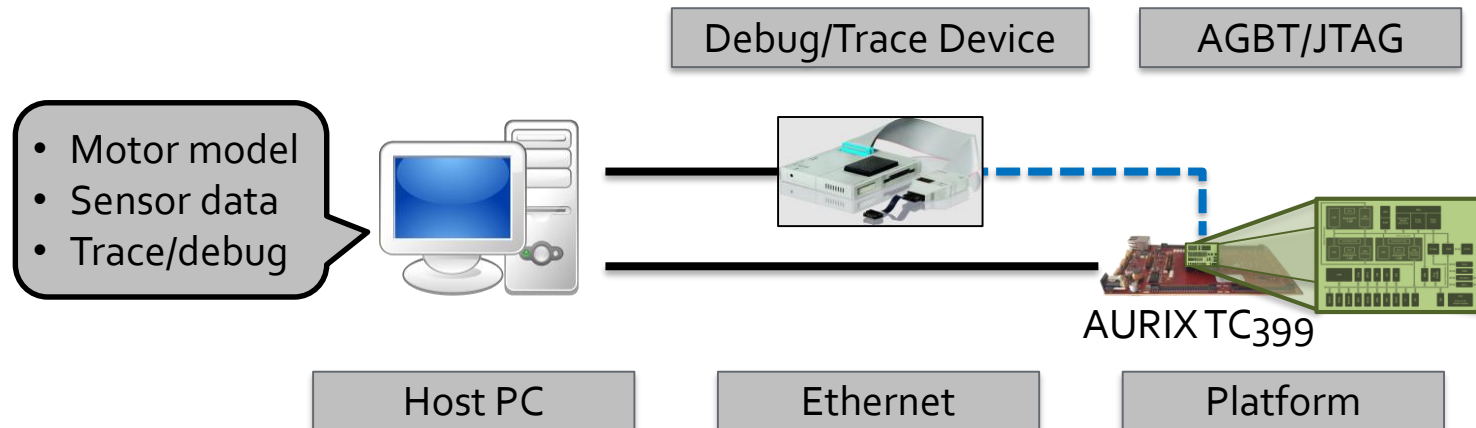 Debug/Trace Device
AGBT/JTAG
• Motor model
• Sensor data
• Trace/debug
AURIX TC399
Host PC
Ethernet
Platform